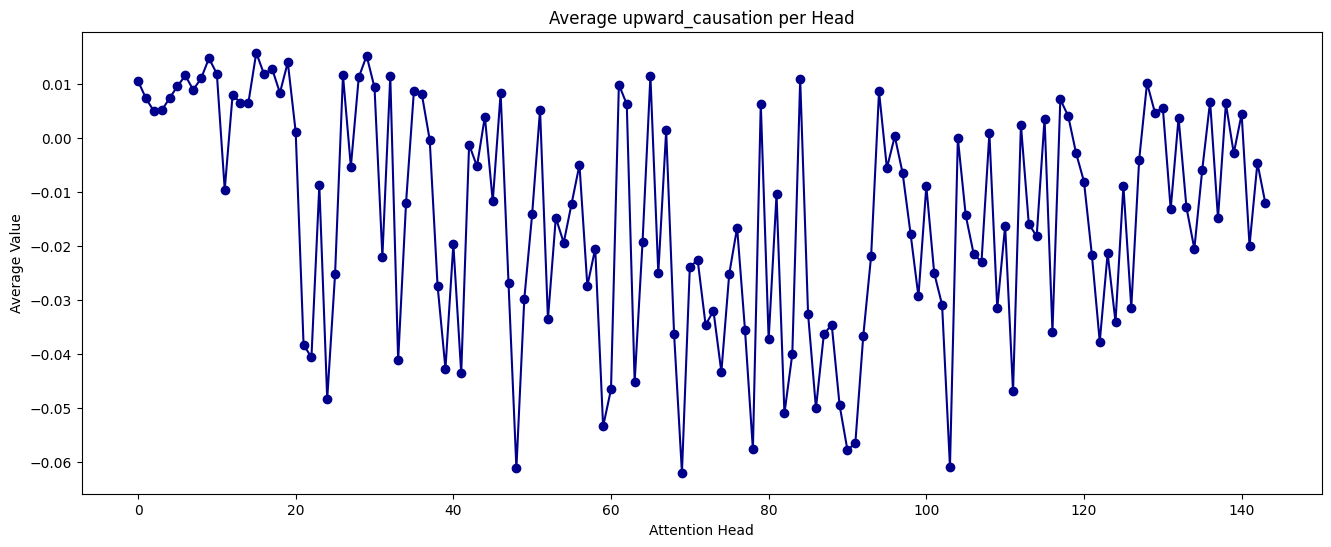 Average upward_causation per Head
Average Value
0.01
0.00
−0.01
−0.02
−0.03
−0.04
−0.05
−0.06
0 20 40 60 80 100 120 140
Attention Head